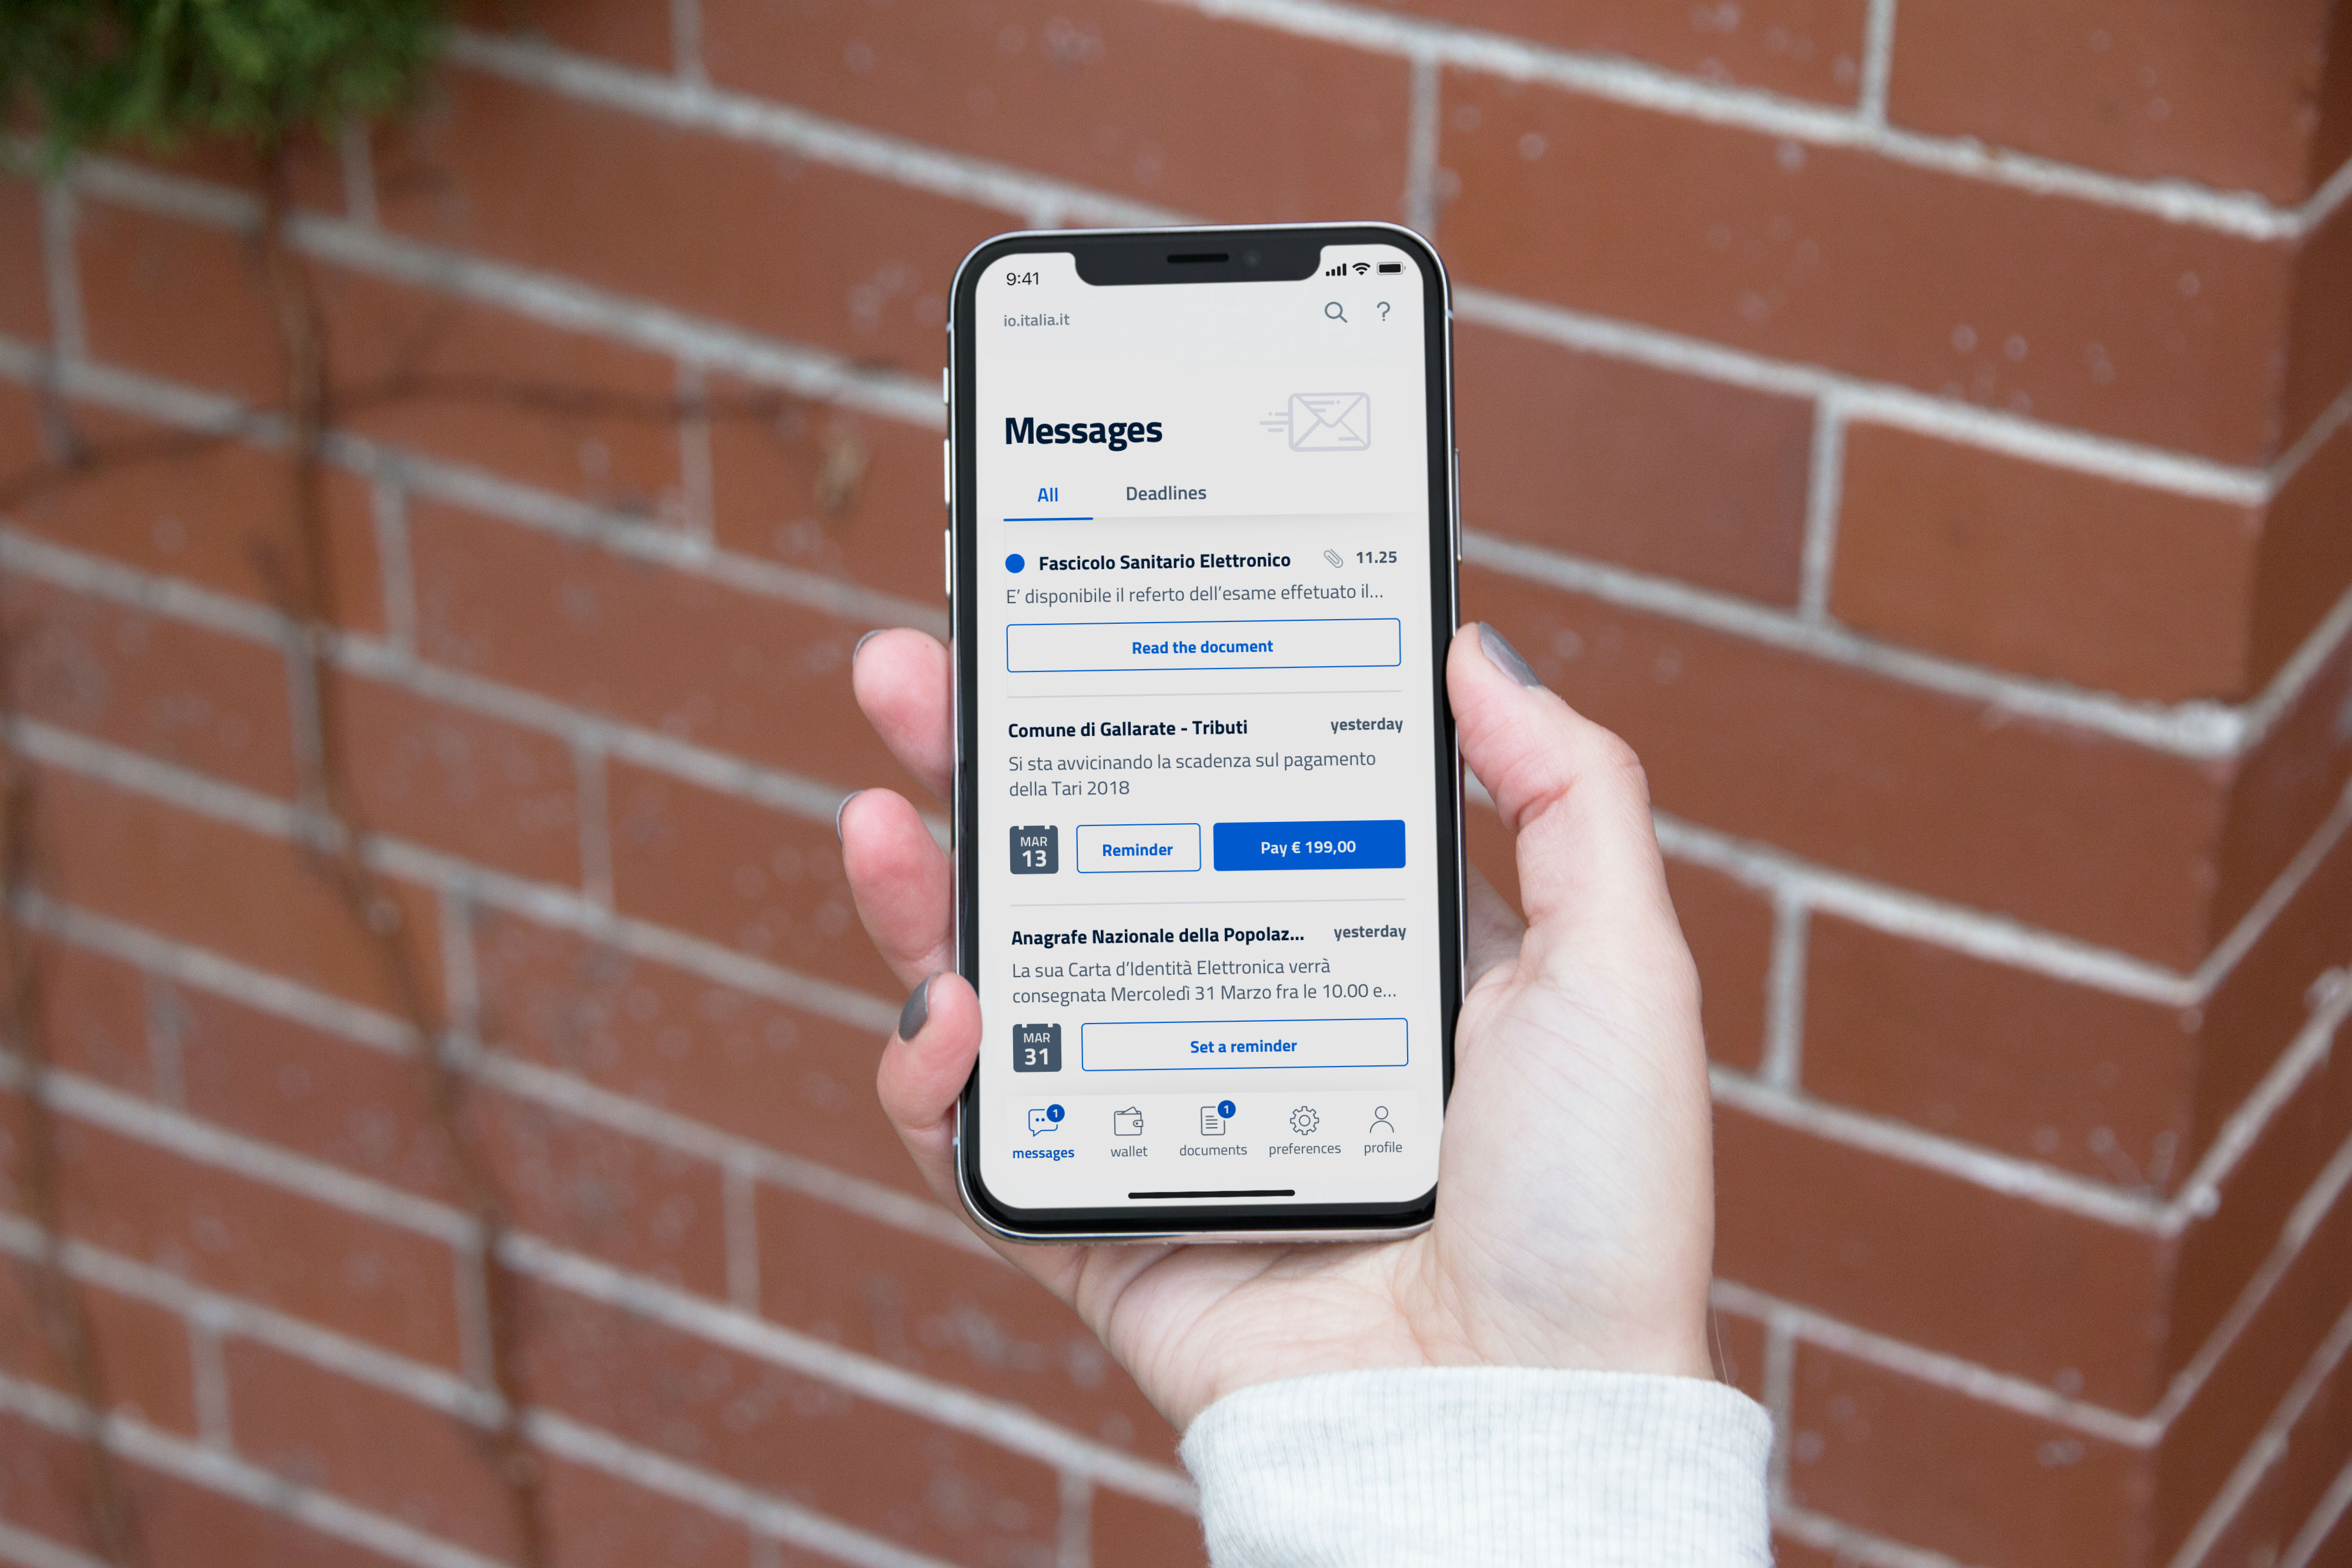 9:41
io.italia.it
?
Messages
All Deadlines
Fascicolo Sanitario Elettronico 11.25
E’ disponibile il referto dell’esame effetuato il...
Read the document
Comune di Gallarate - Tributi yesterday
Si sta avvicinando la scadenza sul pagamento
della Tari 2018
MAR
13
Reminder
Pay € 199,00
Anagrafe Nazionale della Popolaz... yesterday
La sua Carta d’Identità Elettronica verrà
consegnata Mercoledì 31 Marzo fra le 10.00 e...
MAR
31
Set a reminder
1 1
messages wallet documents preferences profile